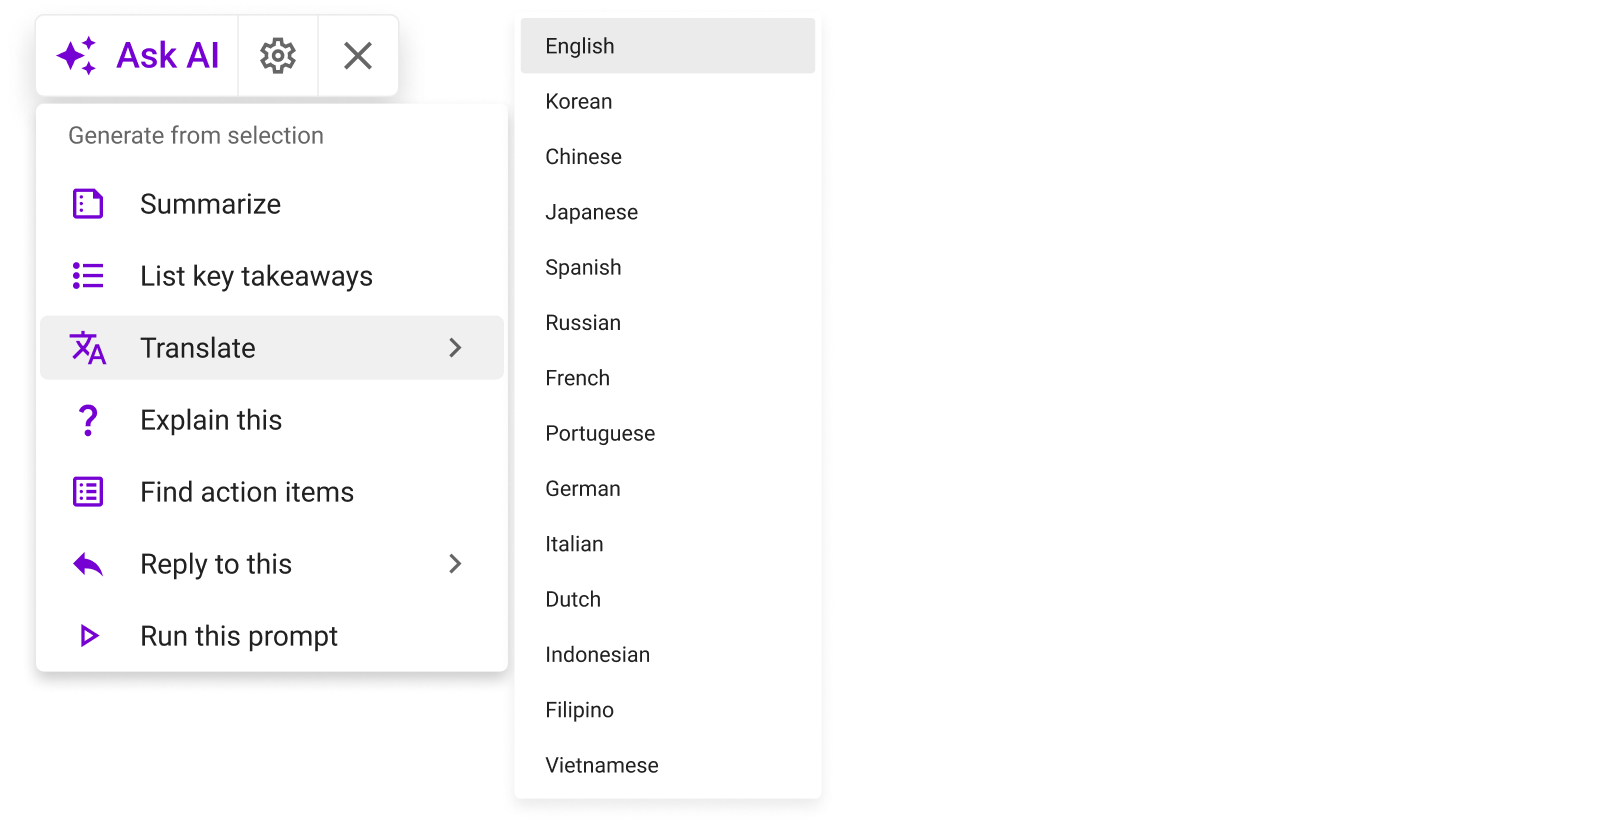 Ask AI
Generate from selection
Summarize
List key takeaways
Translate
Explain this
Find action items
Reply to this
Run this prompt
English
Korean
Chinese
Japanese
Spanish
Russian
French
Portuguese
German
Italian
Dutch
Indonesian
Filipino
Vietnamese